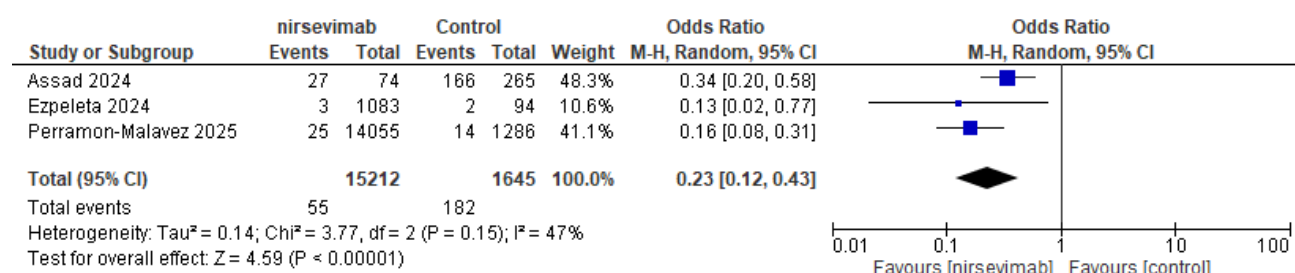 nirsevimab Control Odds Ratio Odds Ratio
Study or Subgroup Events Total Events Total Weight M-H, Random, 95% CI M-H, Random, 95% CI
Assad 2024 27 74 166 265 48.3% 0.34 [0.20, 0.58]
Ezpeleta 2024 3 1083 2 94 10.6% 0.13 [0.02, 0.77]
Perramon-Malavez 2025 25 14055 14 1286 41.1% 0.16 [0.08, 0.31]
Total (95% CI) 15212 1645 100.0% 0.23 [0.12, 0.43]
Total events 55 182
Heterogeneity: Tau² = 0.14; Chi² = 3.77, df = 2 (P = 0.15); I² = 47%
Test for overall effect: Z = 4.59 (P < 0.00001)
0.01 0.1 1 10 100
Favours [nirsevimab] Favours [control]